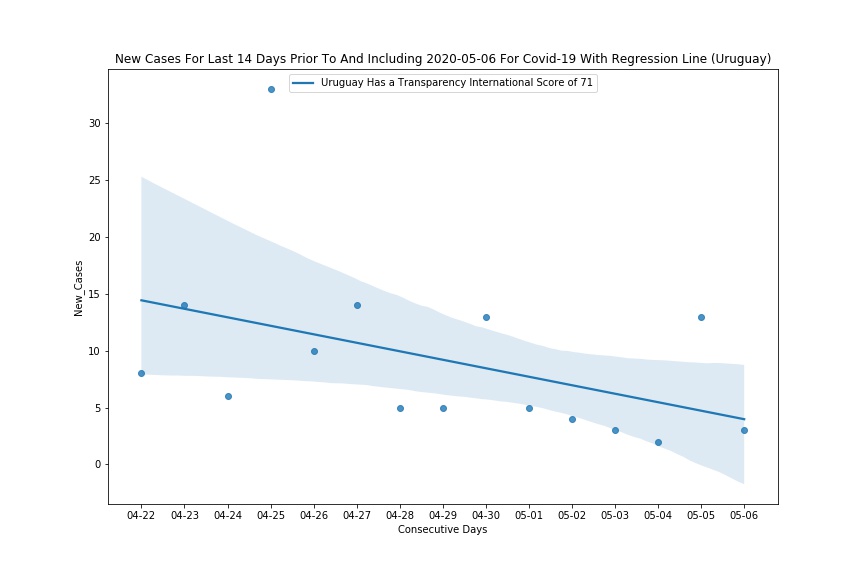 New Cases For Last 14 Days Prior To And Including 2020-05-06 For Covid-19 With Regression Line (Uruguay)
Uruguay Has a Transparency International Score of 71
New_Cases
30
25
20
15
10
5
0
04-22 04-23 04-24 04-25 04-26 04-27 04-28 04-29 04-30 05-01 05-02 05-03 05-04 05-05 05-06
Consecutive Days